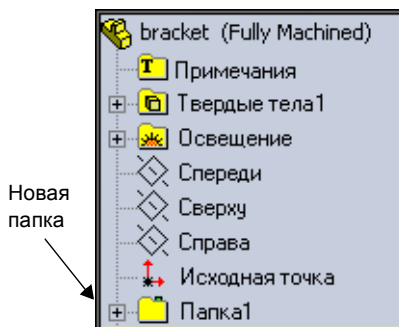 bracket (Fully Machined)
Примечания
Твердые тела1
Освещение
Спереди
Сверху
Справа
Исходная точка
Новая
папка
Папка1